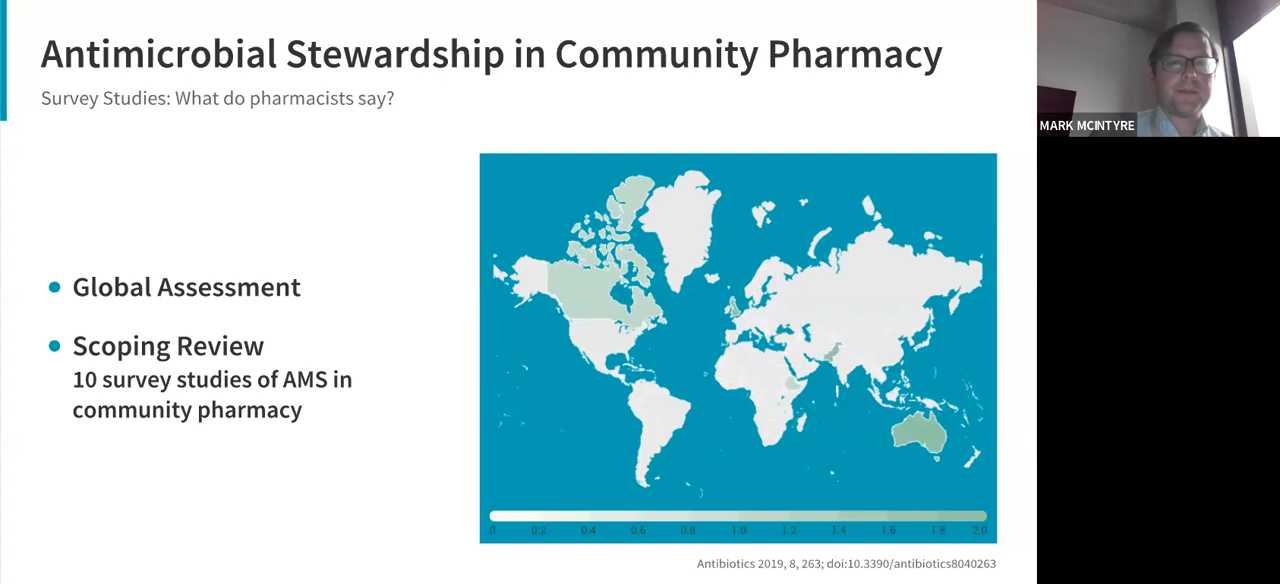 Antimicrobial Stewardship in Community Pharmacy
Survey Studies: What do pharmacists say?
MARK MCINTYRE
Global Assessment
Scoping Review
10 survey studies of AMS in
community pharmacy
0 0.2 0.4 0.6 0.8 1.0 1.2 1.4 1.6 1.8 2.0
Antibiotics 2019, 8, 263; doi:10.3390/antibiotics8040263